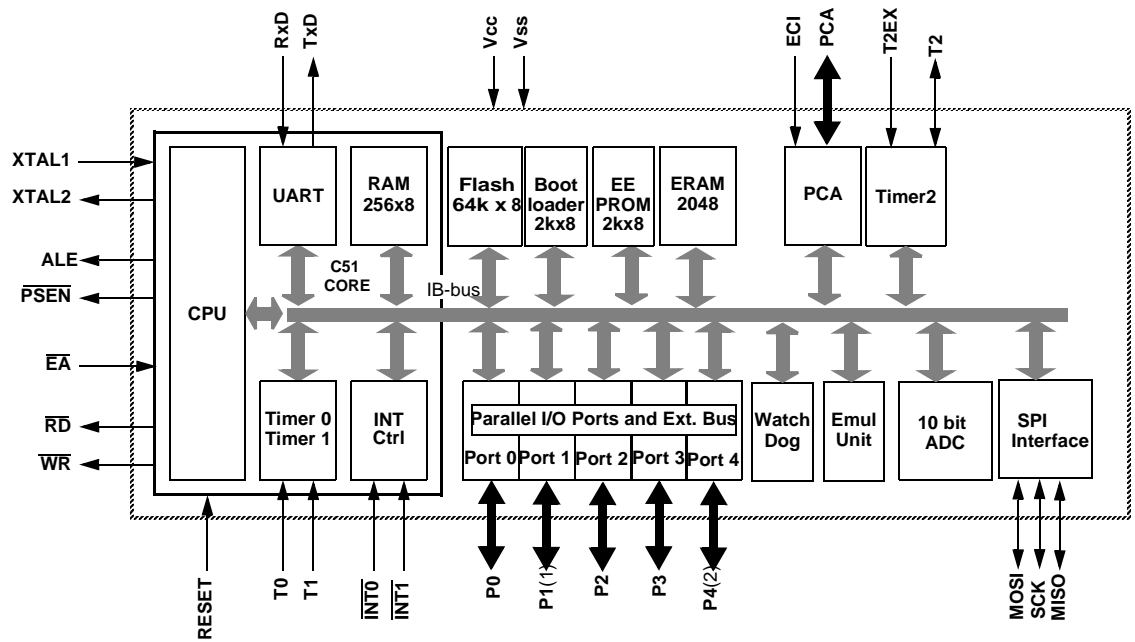 RxD
TxD
Vcc
Vss
ECI
PCA
T2EX
T2
XTAL1
XTAL2
ALE
PSEN
EA
RD
WR
CPU
UART
RAM
256x8
Flash
64k x 8
Boot
loader
2kx8
EE
PROM
2kx8
ERAM
2048
PCA
Timer2
C51
CORE
IB-bus
Timer 0
Timer 1
INT
Ctrl
Parallel I/O Ports and Ext. Bus
Port 0
Port 1
Port 2
Port 3
Port 4
Watch
Dog
Emul
Unit
10 bit
ADC
SPI
Interface
RESET
T0
T1
INT0
INT1
P0
P1(1)
P2
P3
P4(2)
MOSI
SCK
MISO